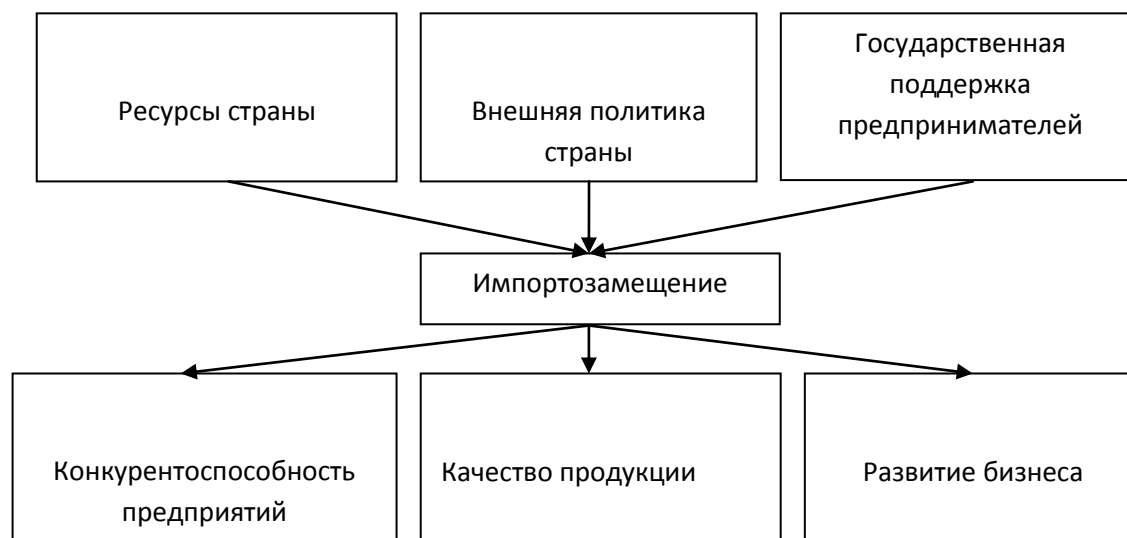 Ресурсы страны
Внешняя политика
страны
Государственная
поддержка
предпринимателей
Импортозамещение
Конкурентоспособность
предприятий
Качество продукции
Развитие бизнеса